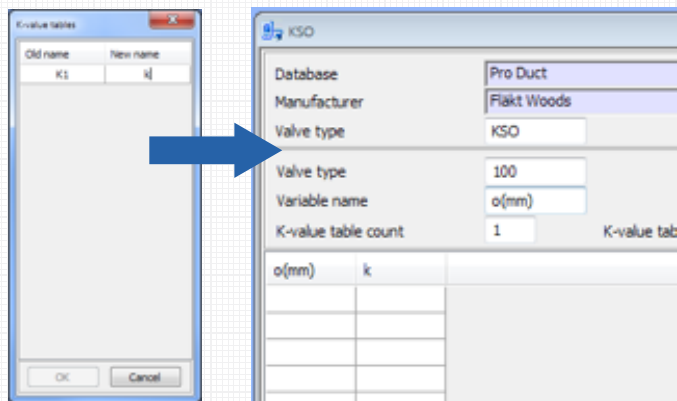 K-value tables
Old name New name
K1 k
OK Cancel
KSO
Database Pro Duct
Manufacturer Fläkt Woods
Valve type KSO
Valve type 100
Variable name o(mm)
K-value table count 1 K-value tab
o(mm) k